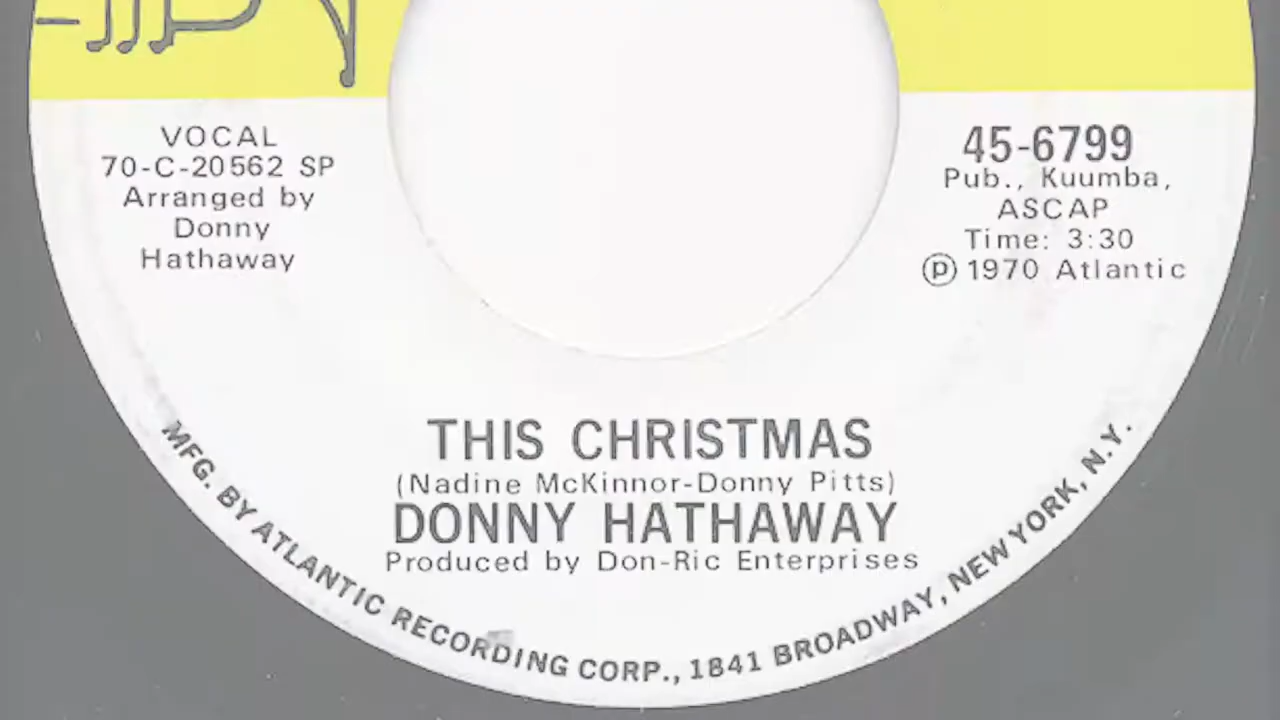 VOCAL
70-C-20562 SP
Arranged by
Donny
Hathaway
45-6799
Pub., Kuumba,
ASCAP
Time: 3:30
Ⓟ 1970 Atlantic
THIS CHRISTMAS
(Nadine McKinnor-Donny Pitts)
DONNY HATHAWAY
Produced by Don-Ric Enterprises
MFG. BY ATLANTIC RECORDING CORP., 1841 BROADWAY, NEW YORK, N.Y.